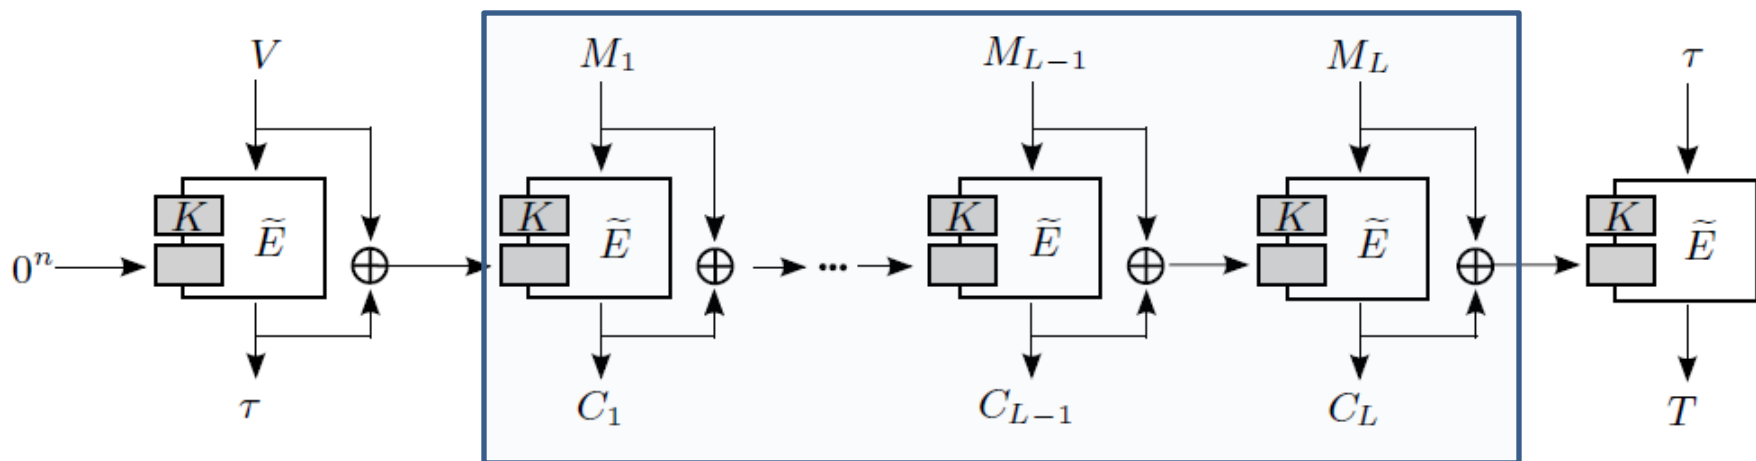 V M₁ M_{L−1} M_L τ
K Ẽ K Ẽ K Ẽ K Ẽ K Ẽ
0ⁿ ⊕ ⊕ ··· ⊕ ⊕
τ C₁ C_{L−1} C_L T